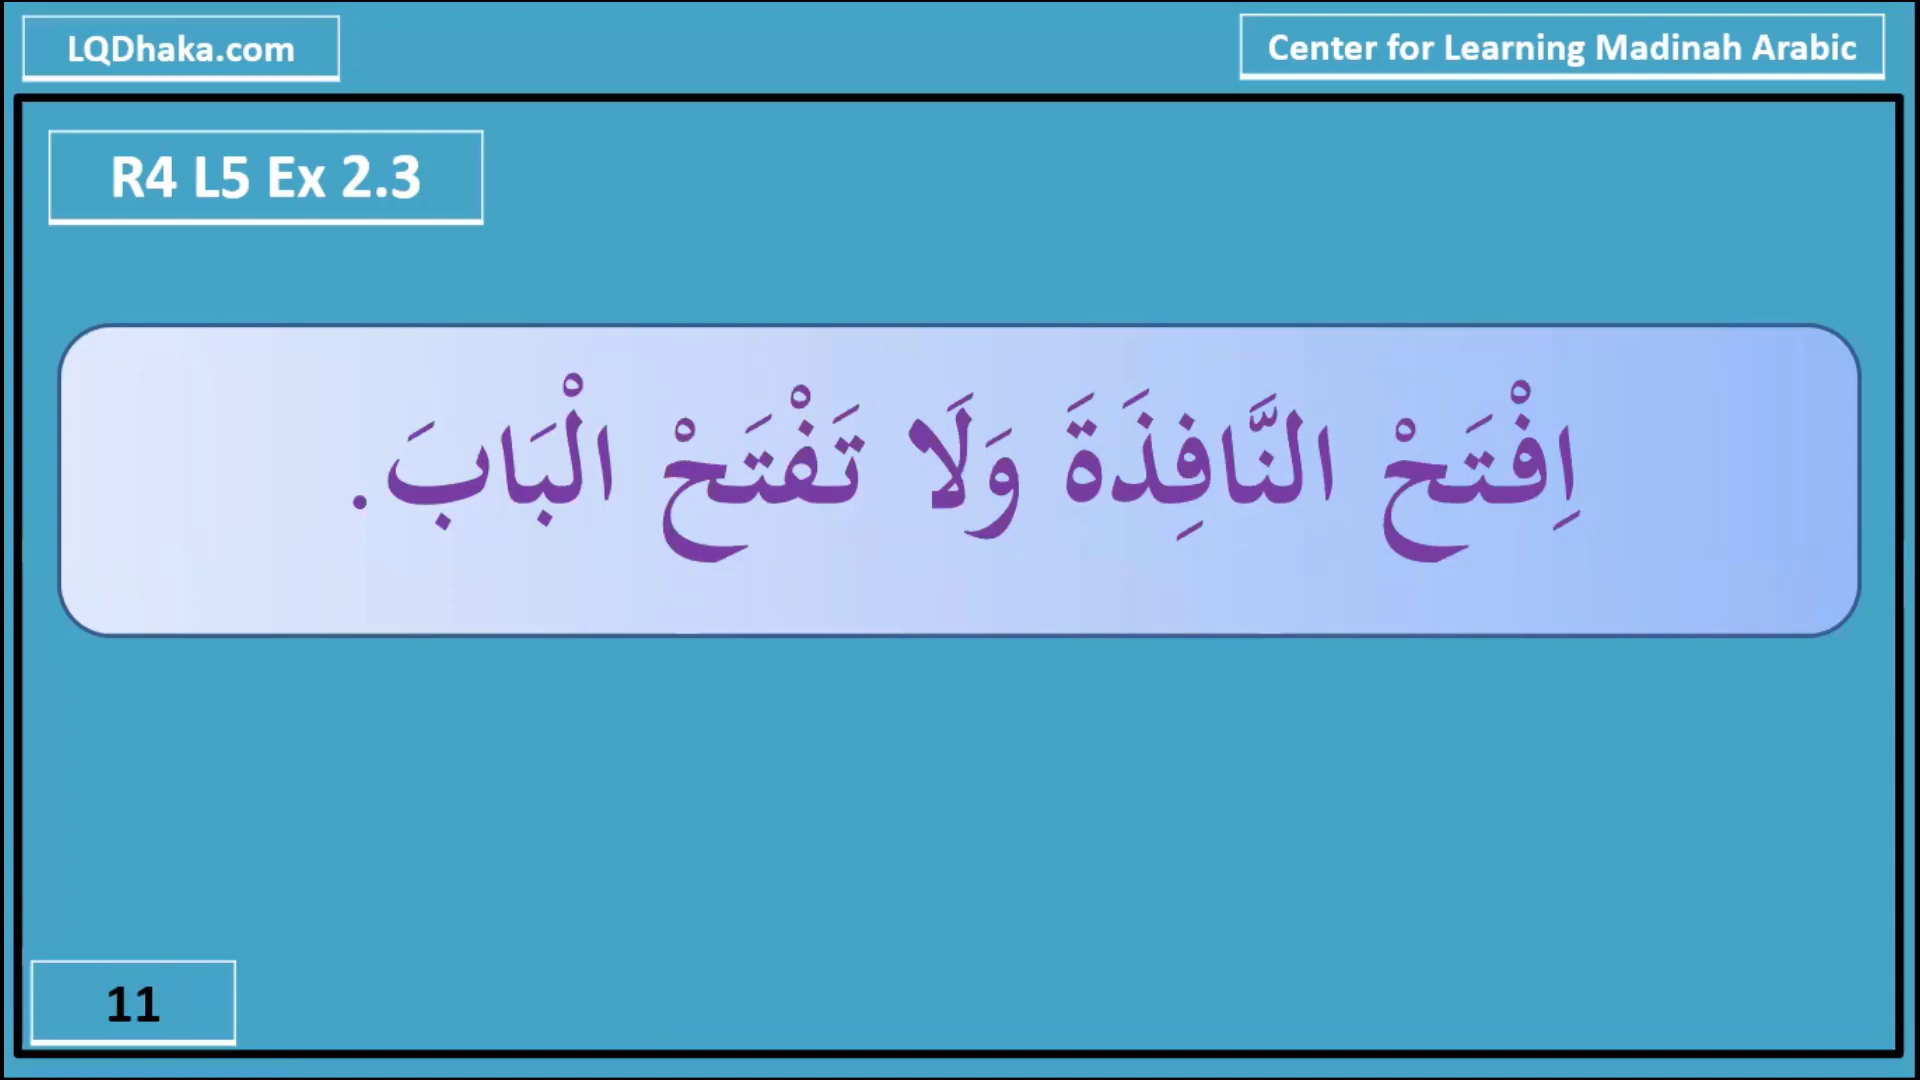 LQDhaka.com
Center for Learning Madinah Arabic
R4 L5 Ex 2.3
اِفْتَحْ النَّافِذَةَ وَلَا تَفْتَحْ الْبَابَ.
11